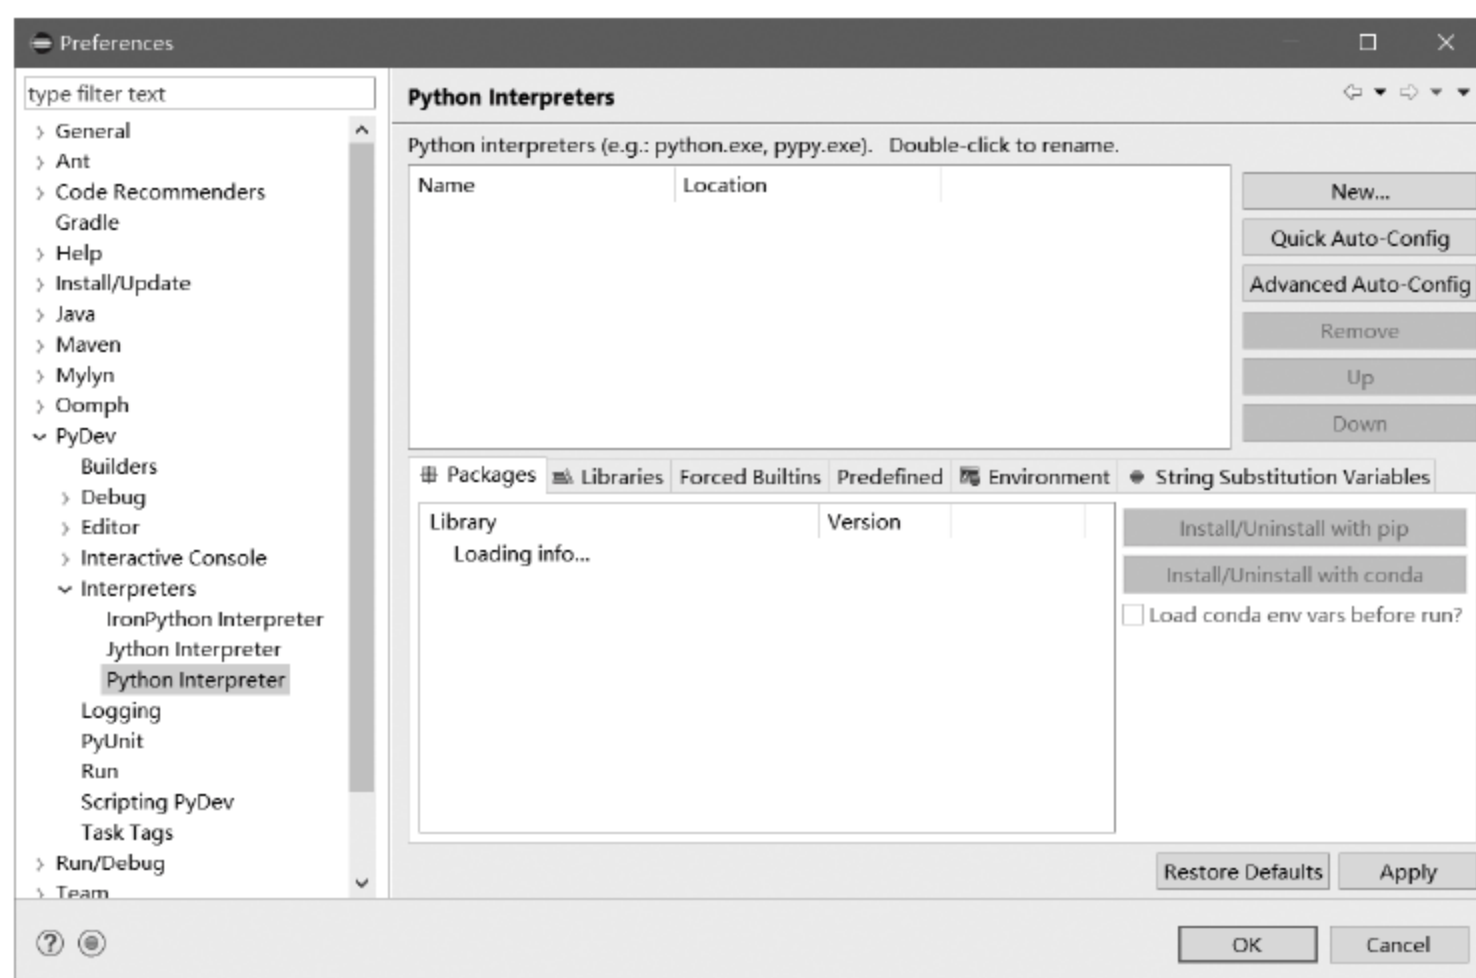 Preferences
type filter text
General
Ant
Code Recommenders
Gradle
Help
Install/Update
Java
Maven
Mylyn
Oomph
PyDev
Builders
Debug
Editor
Interactive Console
Interpreters
IronPython Interpreter
Jython Interpreter
Python Interpreter
Logging
PyUnit
Run
Scripting PyDev
Task Tags
Run/Debug
Team
Python Interpreters
Python interpreters (e.g.: python.exe, pypy.exe).   Double-click to rename.
Name Location
New...
Quick Auto-Config
Advanced Auto-Config
Remove
Up
Down
Packages Libraries Forced Builtins Predefined Environment String Substitution Variables
Library Version
Loading info...
Install/Uninstall with pip
Install/Uninstall with conda
Load conda env vars before run?
Restore Defaults Apply
OK Cancel